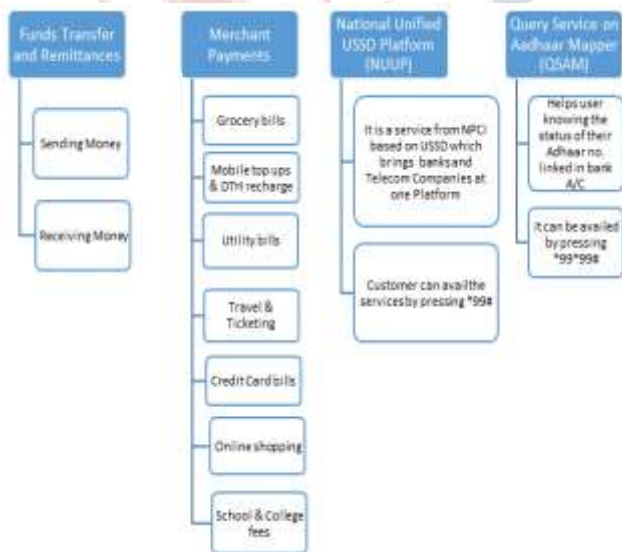 Funds Transfer
and Remittances
Sending Money
Receiving Money
Merchant
Payments
Grocery bills
Mobile top ups
& DTH recharge
Utility bills
Travel &
Ticketing
Credit Card bills
Online shopping
School & College
fees
National Unified
USSD Platform
(NUUP)
It is a service from NPCI
based on USSD which
brings banks and
Telecom Companies at
one Platform
Customer can avail the
services by pressing *99#
Query Service on
Aadhaar Mapper
(QSAM)
Helps user
knowing the
status of their
Adhaar no.
linked in bank
A/C
It can be availed
by pressing
*99*99#